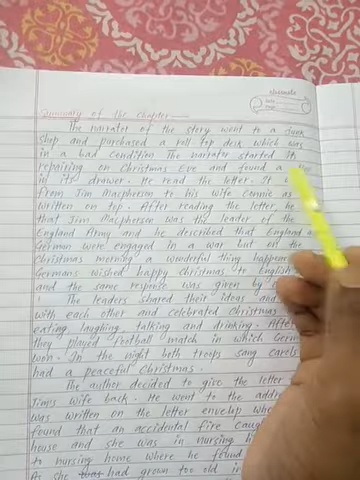 Classmate
Date
Page
Summary of the chapter
The narrator of the story went to a junk
shop and purchased a roll top desk which was
in a bad condition The narrator started its
repairing on Christmas Eve and found a
in its drawer. He read the letter. It
from Jim Macpherson to his wife Connie as
written on top. After reading the letter, he
that Jim Macpherson was the leader of the
England Army and he described that England
German were engaged in a war but on the
Christmas morning a wonderful thing happened
Germans wished happy christmas to English
and the same response was given by
The leaders shared their ideas and
with each other and celebrated Christmas
eating, laughing, talking and drinking. After
they played football match in which Germ
won. In the night both troops sang carols
had a peaceful christmas.
The author decided to give the letter
Jim's wife back. He went to the addr
was written on the letter envelup whe
found that an accidental fire caug
house and she was in nursing h
to nursing home where he found
As she had grown too old in